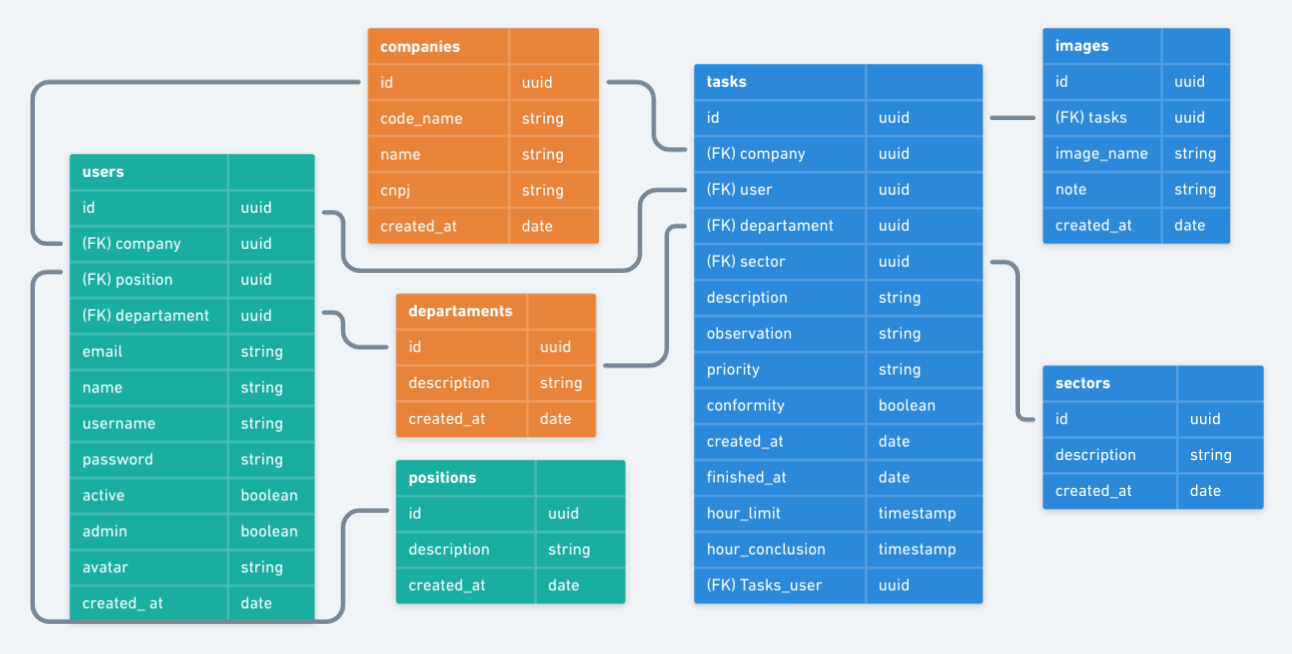 companies
id uuid
code_name string
name string
cnpj string
created_at date
users
id uuid
(FK) company uuid
(FK) position uuid
(FK) departament uuid
email string
name string
username string
password string
active boolean
admin boolean
avatar string
created_ at date
departaments
id uuid
description string
created_at date
positions
id uuid
description string
created_at date
tasks
id uuid
(FK) company uuid
(FK) user uuid
(FK) departament uuid
(FK) sector uuid
description string
observation string
priority string
conformity boolean
created_at date
finished_at date
hour_limit timestamp
hour_conclusion timestamp
(FK) Tasks_user uuid
images
id uuid
(FK) tasks uuid
image_name string
note string
created_at date
sectors
id uuid
description string
created_at date